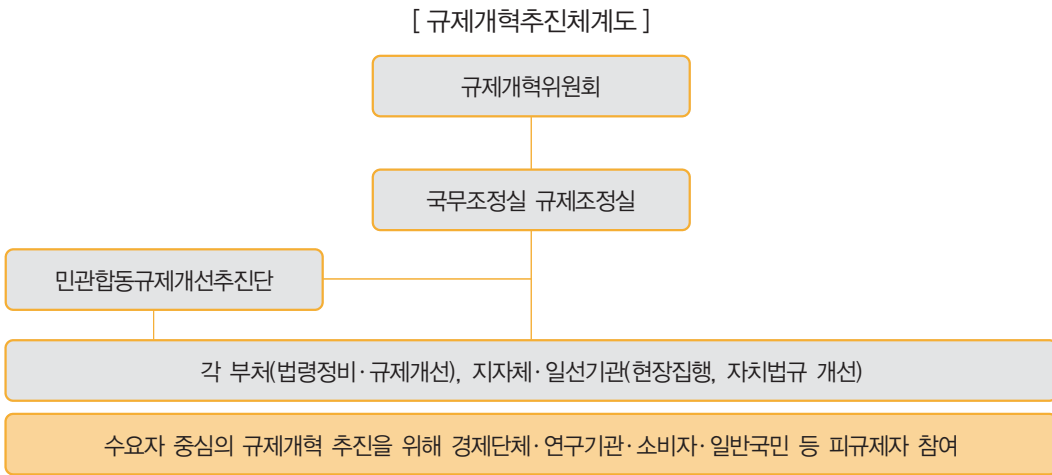 [ 규제개혁추진체계도 ]
규제개혁위원회
국무조정실 규제조정실
민관합동규제개선추진단
각 부처(법령정비·규제개선), 지자체·일선기관(현장집행, 자치법규 개선)
수요자 중심의 규제개혁 추진을 위해 경제단체·연구기관·소비자·일반국민 등 피규제자 참여